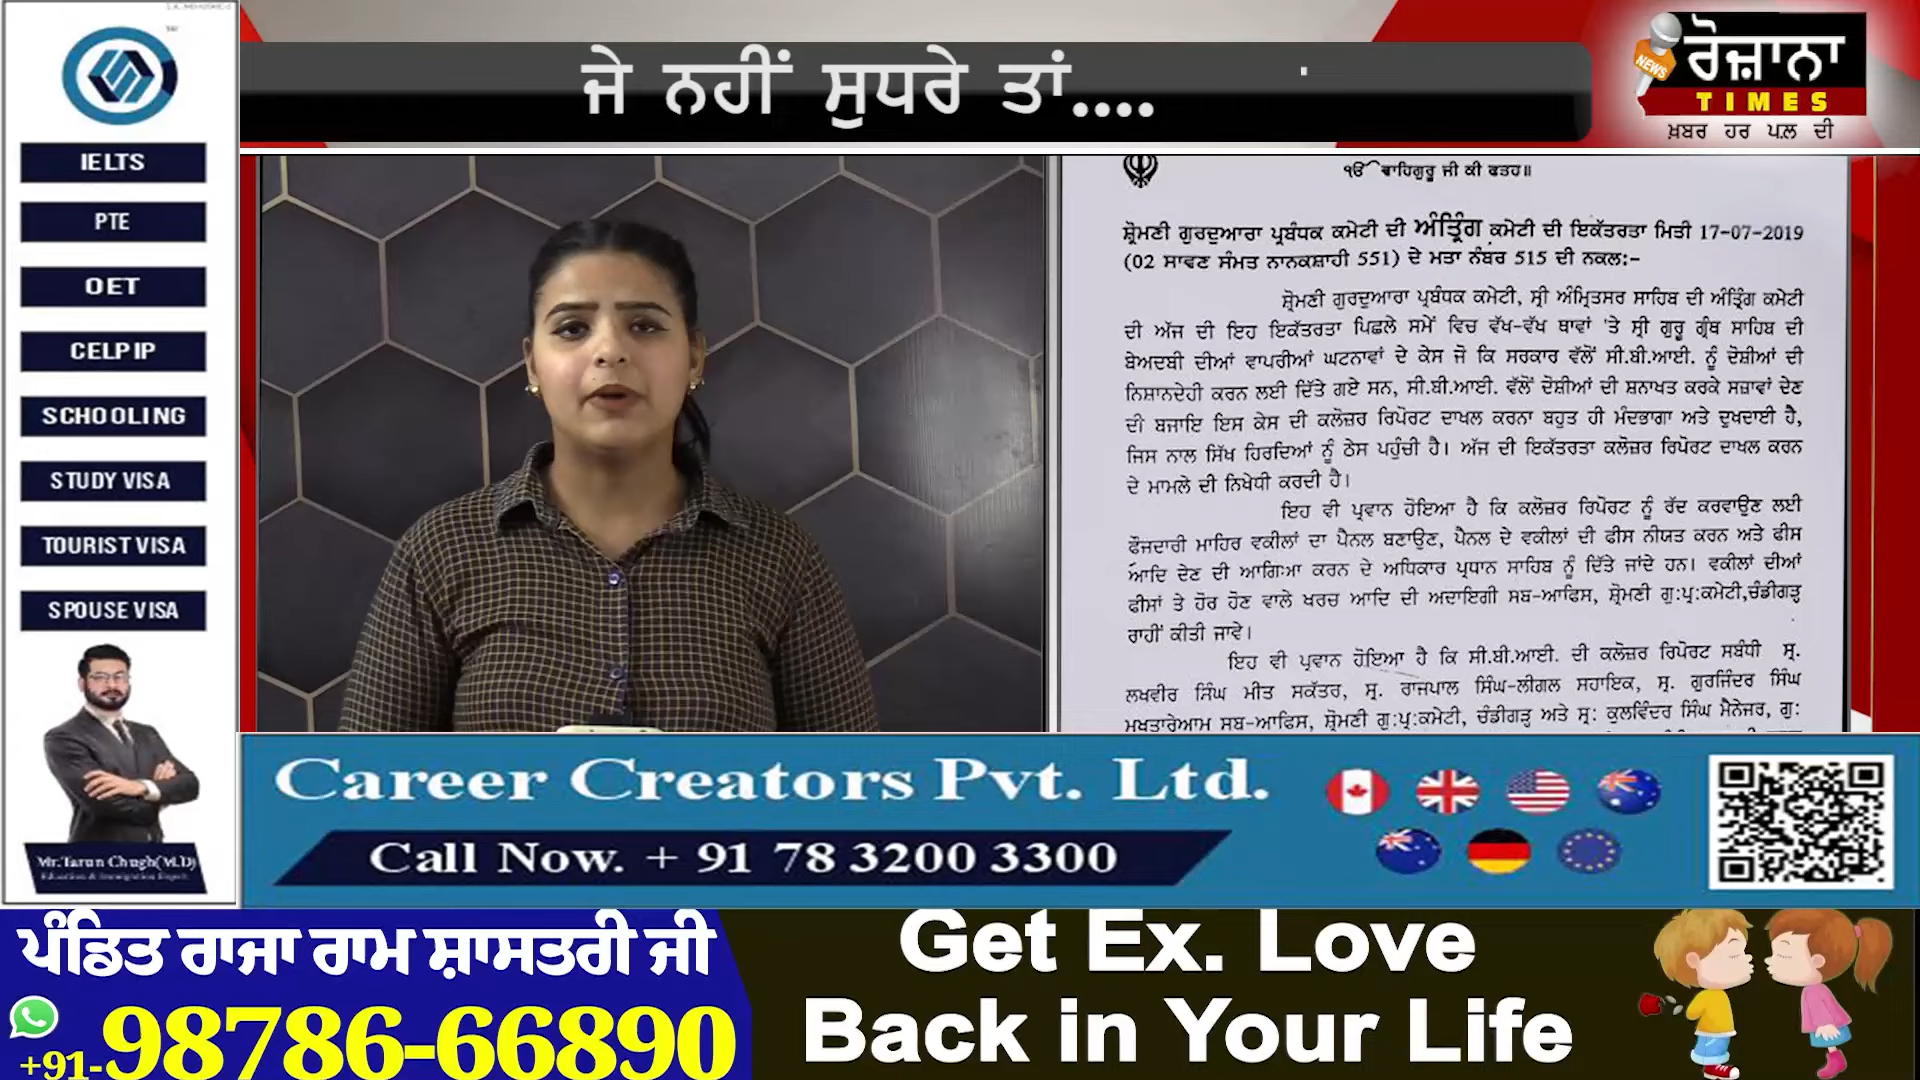 ਜੇ ਨਹੀਂ ਸੁਧਰੇ ਤਾਂ....
NEWS
ਰੋਜ਼ਾਨਾ
TIMES
ਖ਼ਬਰ ਹਰ ਪਲ ਦੀ
IELTS
PTE
OET
CELPIP
SCHOOLING
STUDY VISA
TOURIST VISA
SPOUSE VISA
Mr.Tarun Chugh(M.D)
ੴ ਵਾਹਿਗੁਰੂ ਜੀ ਕੀ ਫਤਹ॥
ਸ਼੍ਰੋਮਣੀ ਗੁਰਦੁਆਰਾ ਪ੍ਰਬੰਧਕ ਕਮੇਟੀ ਦੀ ਅੰਤ੍ਰਿੰਗ ਕਮੇਟੀ ਦੀ ਇਕੱਤਰਤਾ ਮਿਤੀ 17-07-2019
(02 ਸਾਵਣ ਸੰਮਤ ਨਾਨਕਸ਼ਾਹੀ 551) ਦੇ ਮਤਾ ਨੰਬਰ 515 ਦੀ ਨਕਲ:-
ਸ਼੍ਰੋਮਣੀ ਗੁਰਦੁਆਰਾ ਪ੍ਰਬੰਧਕ ਕਮੇਟੀ, ਸ੍ਰੀ ਅੰਮ੍ਰਿਤਸਰ ਸਾਹਿਬ ਦੀ ਅੰਤ੍ਰਿੰਗ ਕਮੇਟੀ
ਦੀ ਅੱਜ ਦੀ ਇਹ ਇਕੱਤਰਤਾ ਪਿਛਲੇ ਸਮੇਂ ਵਿਚ ਵੱਖ-ਵੱਖ ਥਾਵਾਂ 'ਤੇ ਸ੍ਰੀ ਗੁਰੂ ਗ੍ਰੰਥ ਸਾਹਿਬ ਦੀ
ਬੇਅਦਬੀ ਦੀਆਂ ਵਾਪਰੀਆਂ ਘਟਨਾਵਾਂ ਦੇ ਕੇਸ ਜੋ ਕਿ ਸਰਕਾਰ ਵੱਲੋਂ ਸੀ.ਬੀ.ਆਈ. ਨੂੰ ਦੋਸ਼ੀਆਂ ਦੀ
ਨਿਸ਼ਾਨਦੇਹੀ ਕਰਨ ਲਈ ਦਿੱਤੇ ਗਏ ਸਨ, ਸੀ.ਬੀ.ਆਈ. ਵੱਲੋਂ ਦੋਸ਼ੀਆਂ ਦੀ ਸ਼ਨਾਖਤ ਕਰਕੇ ਸਜ਼ਾਵਾਂ ਦੇਣ
ਦੀ ਬਜਾਇ ਇਸ ਕੇਸ ਦੀ ਕਲੋਜ਼ਰ ਰਿਪੋਰਟ ਦਾਖਲ ਕਰਨਾ ਬਹੁਤ ਹੀ ਮੰਦਭਾਗਾ ਅਤੇ ਦੁਖਦਾਈ ਹੈ,
ਜਿਸ ਨਾਲ ਸਿੱਖ ਹਿਰਦਿਆਂ ਨੂੰ ਠੇਸ ਪਹੁੰਚੀ ਹੈ। ਅੱਜ ਦੀ ਇਕੱਤਰਤਾ ਕਲੋਜ਼ਰ ਰਿਪੋਰਟ ਦਾਖਲ ਕਰਨ
ਦੇ ਮਾਮਲੇ ਦੀ ਨਿਖੇਧੀ ਕਰਦੀ ਹੈ।
ਇਹ ਵੀ ਪ੍ਰਵਾਨ ਹੋਇਆ ਹੈ ਕਿ ਕਲੋਜ਼ਰ ਰਿਪੋਰਟ ਨੂੰ ਰੱਦ ਕਰਵਾਉਣ ਲਈ
ਫੌਜਦਾਰੀ ਮਾਹਿਰ ਵਕੀਲਾਂ ਦਾ ਪੈਨਲ ਬਣਾਉਣ, ਪੈਨਲ ਦੇ ਵਕੀਲਾਂ ਦੀ ਫੀਸ ਨੀਯਤ ਕਰਨ ਅਤੇ ਫੀਸ
ਆਦਿ ਦੇਣ ਦੀ ਆਗਿਆ ਕਰਨ ਦੇ ਅਧਿਕਾਰ ਪ੍ਰਧਾਨ ਸਾਹਿਬ ਨੂੰ ਦਿੱਤੇ ਜਾਂਦੇ ਹਨ। ਵਕੀਲਾਂ ਦੀਆਂ
ਫੀਸਾਂ ਤੇ ਹੋਰ ਹੋਣ ਵਾਲੇ ਖਰਚ ਆਦਿ ਦੀ ਅਦਾਇਗੀ ਸਬ-ਆਫਿਸ, ਸ਼੍ਰੋਮਣੀ ਗੁ:ਪ੍ਰ:ਕਮੇਟੀ,ਚੰਡੀਗੜ੍ਹ
ਰਾਹੀਂ ਕੀਤੀ ਜਾਵੇ।
ਇਹ ਵੀ ਪ੍ਰਵਾਨ ਹੋਇਆ ਹੈ ਕਿ ਸੀ.ਬੀ.ਆਈ. ਦੀ ਕਲੋਜ਼ਰ ਰਿਪੋਰਟ ਸਬੰਧੀ ਸ੍ਰ.
ਲਖਵੀਰ ਸਿੰਘ ਮੀਤ ਸਕੱਤਰ, ਸ੍ਰ. ਰਾਜਪਾਲ ਸਿੰਘ-ਲੀਗਲ ਸਹਾਇਕ, ਸ੍ਰ. ਗੁਰਜਿੰਦਰ ਸਿੰਘ
ਮੁਖਤਾਰੇਆਮ ਸਬ-ਆਫਿਸ, ਸ਼੍ਰੋਮਣੀ ਗੁ:ਪ੍ਰ:ਕਮੇਟੀ, ਚੰਡੀਗੜ੍ਹ ਅਤੇ ਸ੍ਰ: ਕੁਲਵਿੰਦਰ ਸਿੰਘ ਮੈਨੇਜਰ, ਗੁ:
Career Creators Pvt. Ltd.
Call Now. + 91 78 3200 3300
ਪੰਡਿਤ ਰਾਜਾ ਰਾਮ ਸ਼ਾਸਤਰੀ ਜੀ
+91-98786-66890
Get Ex. Love
Back in Your Life